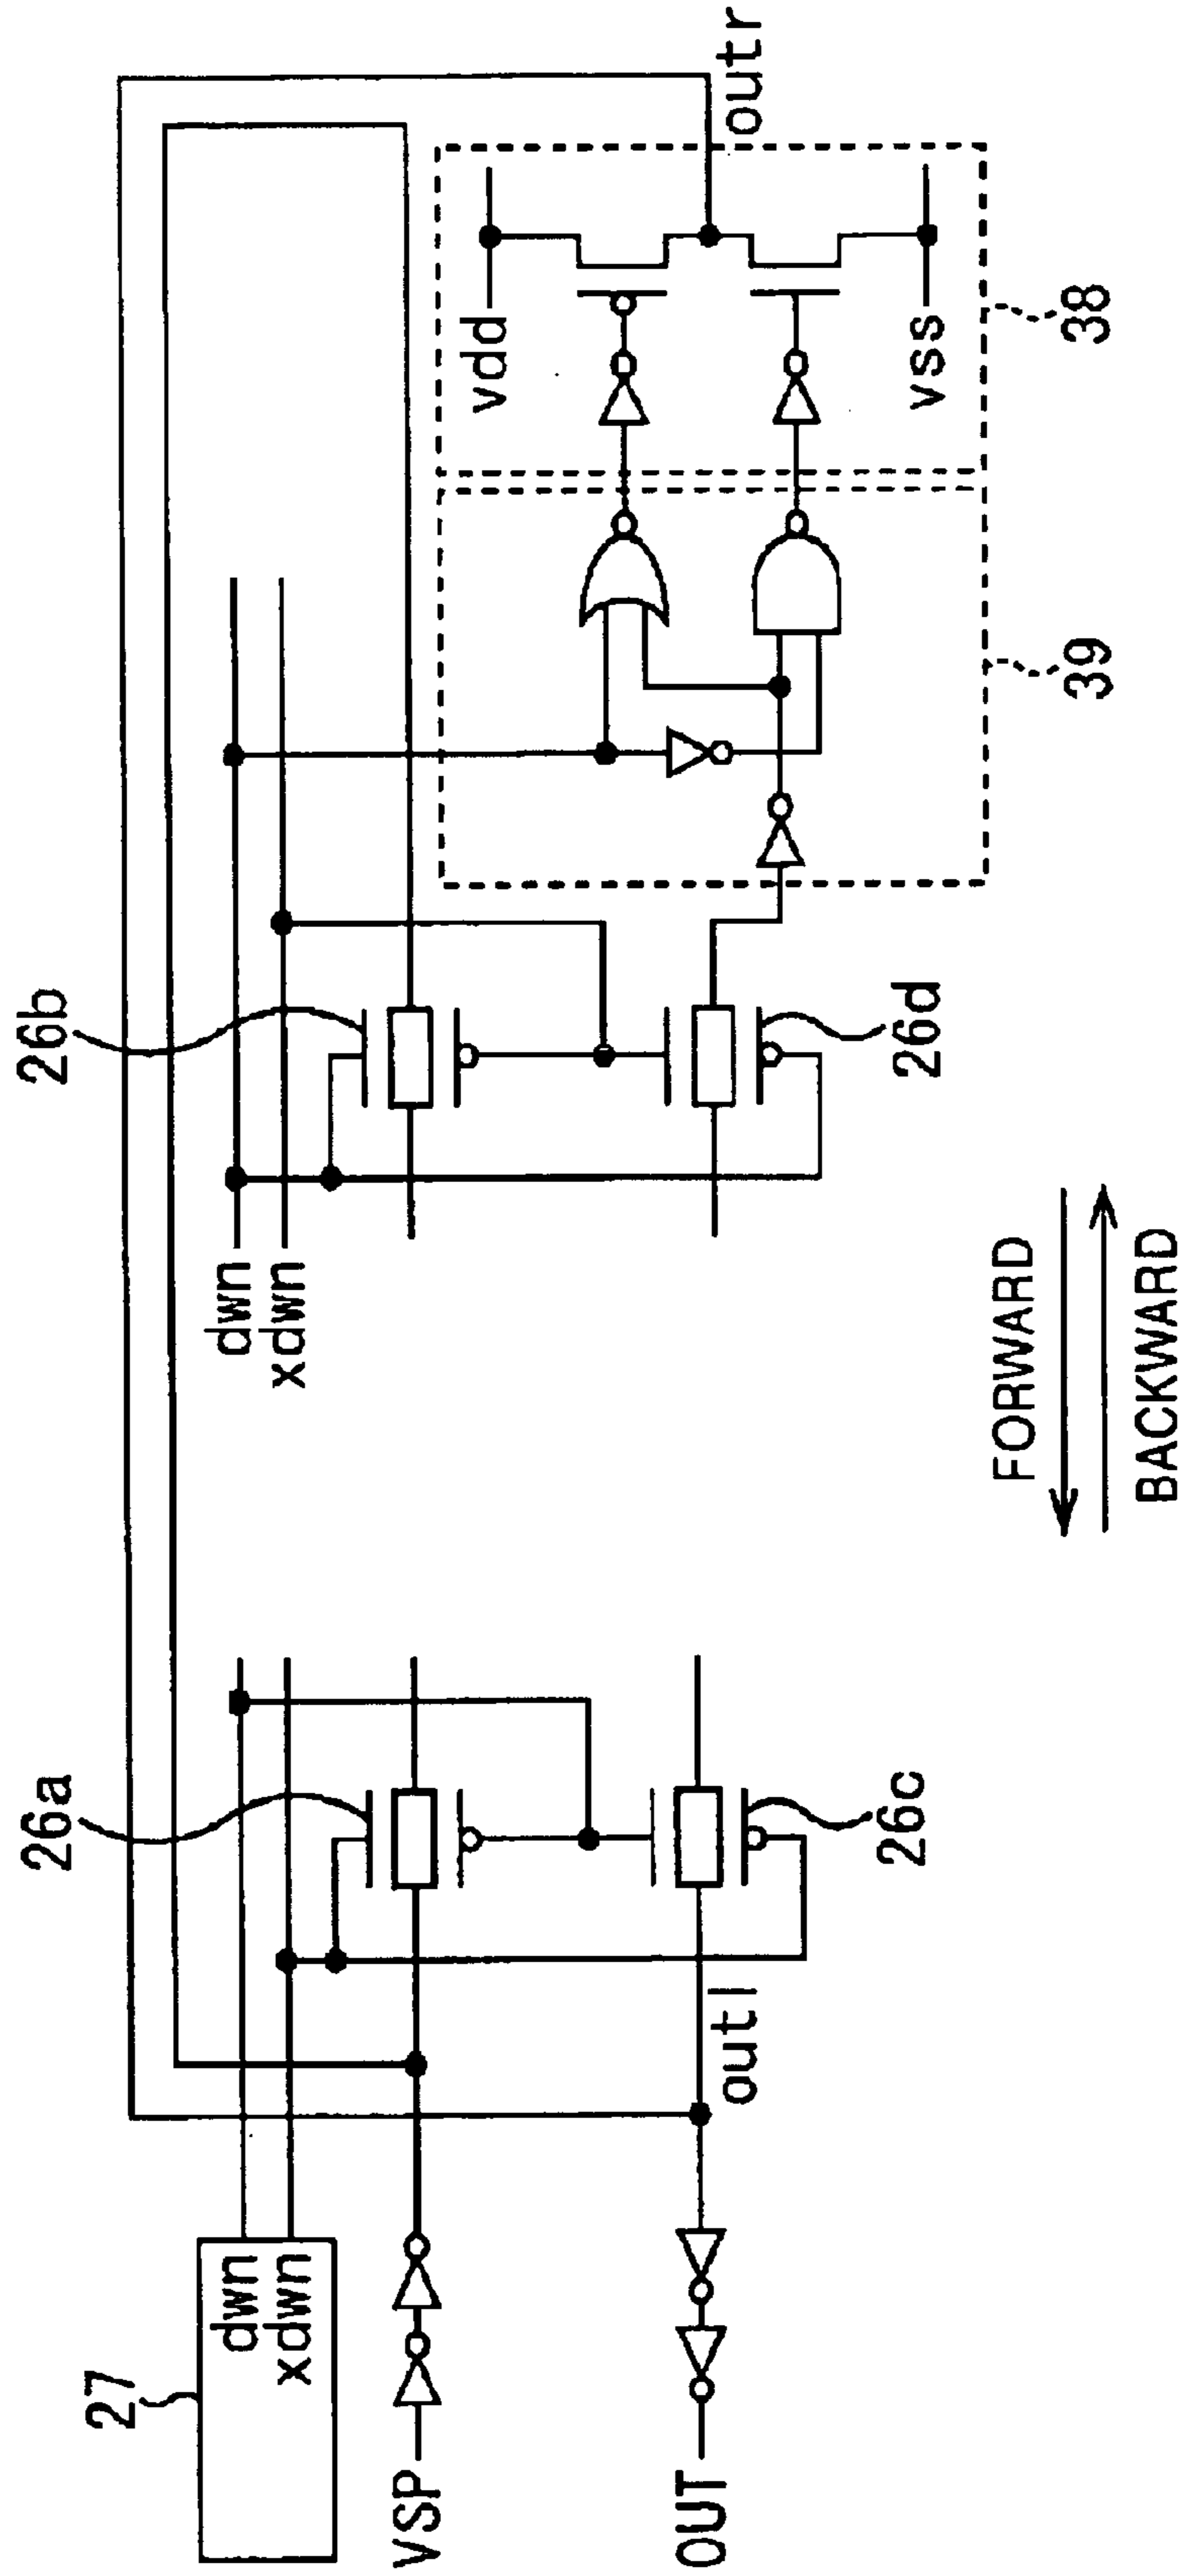 27
dwn
xdwn
VSP
OUT
outl
26a
26c
FORWARD
BACKWARD
dwn
xdwn
26b
26d
39
38
vdd
vss
outr